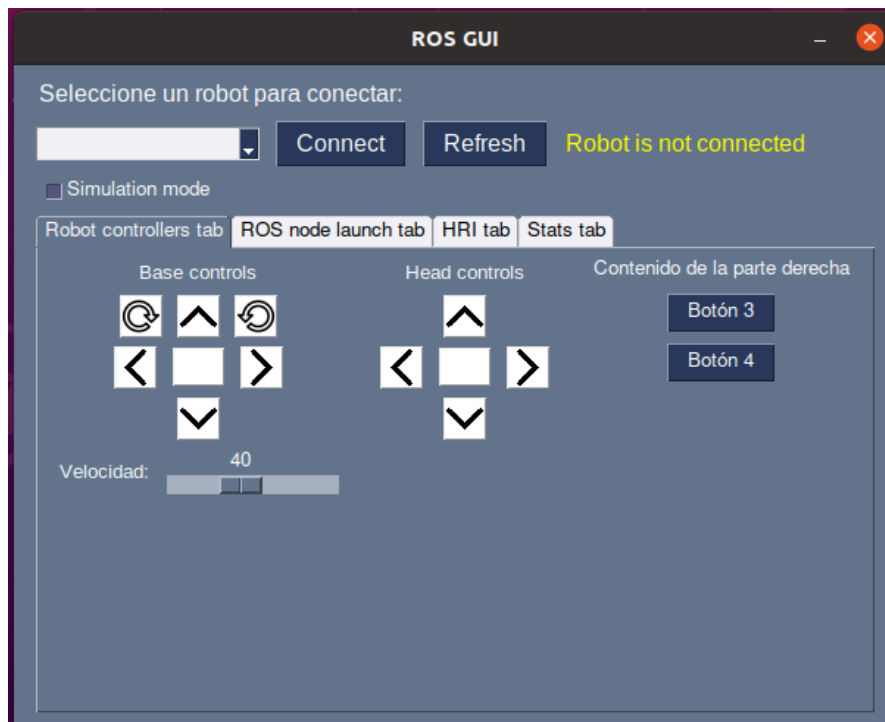 ROS GUI
Seleccione un robot para conectar:
Connect Refresh Robot is not connected
Simulation mode
Robot controllers tab ROS node launch tab HRI tab Stats tab
Base controls Head controls Contenido de la parte derecha
Botón 3
Botón 4
Velocidad: 40